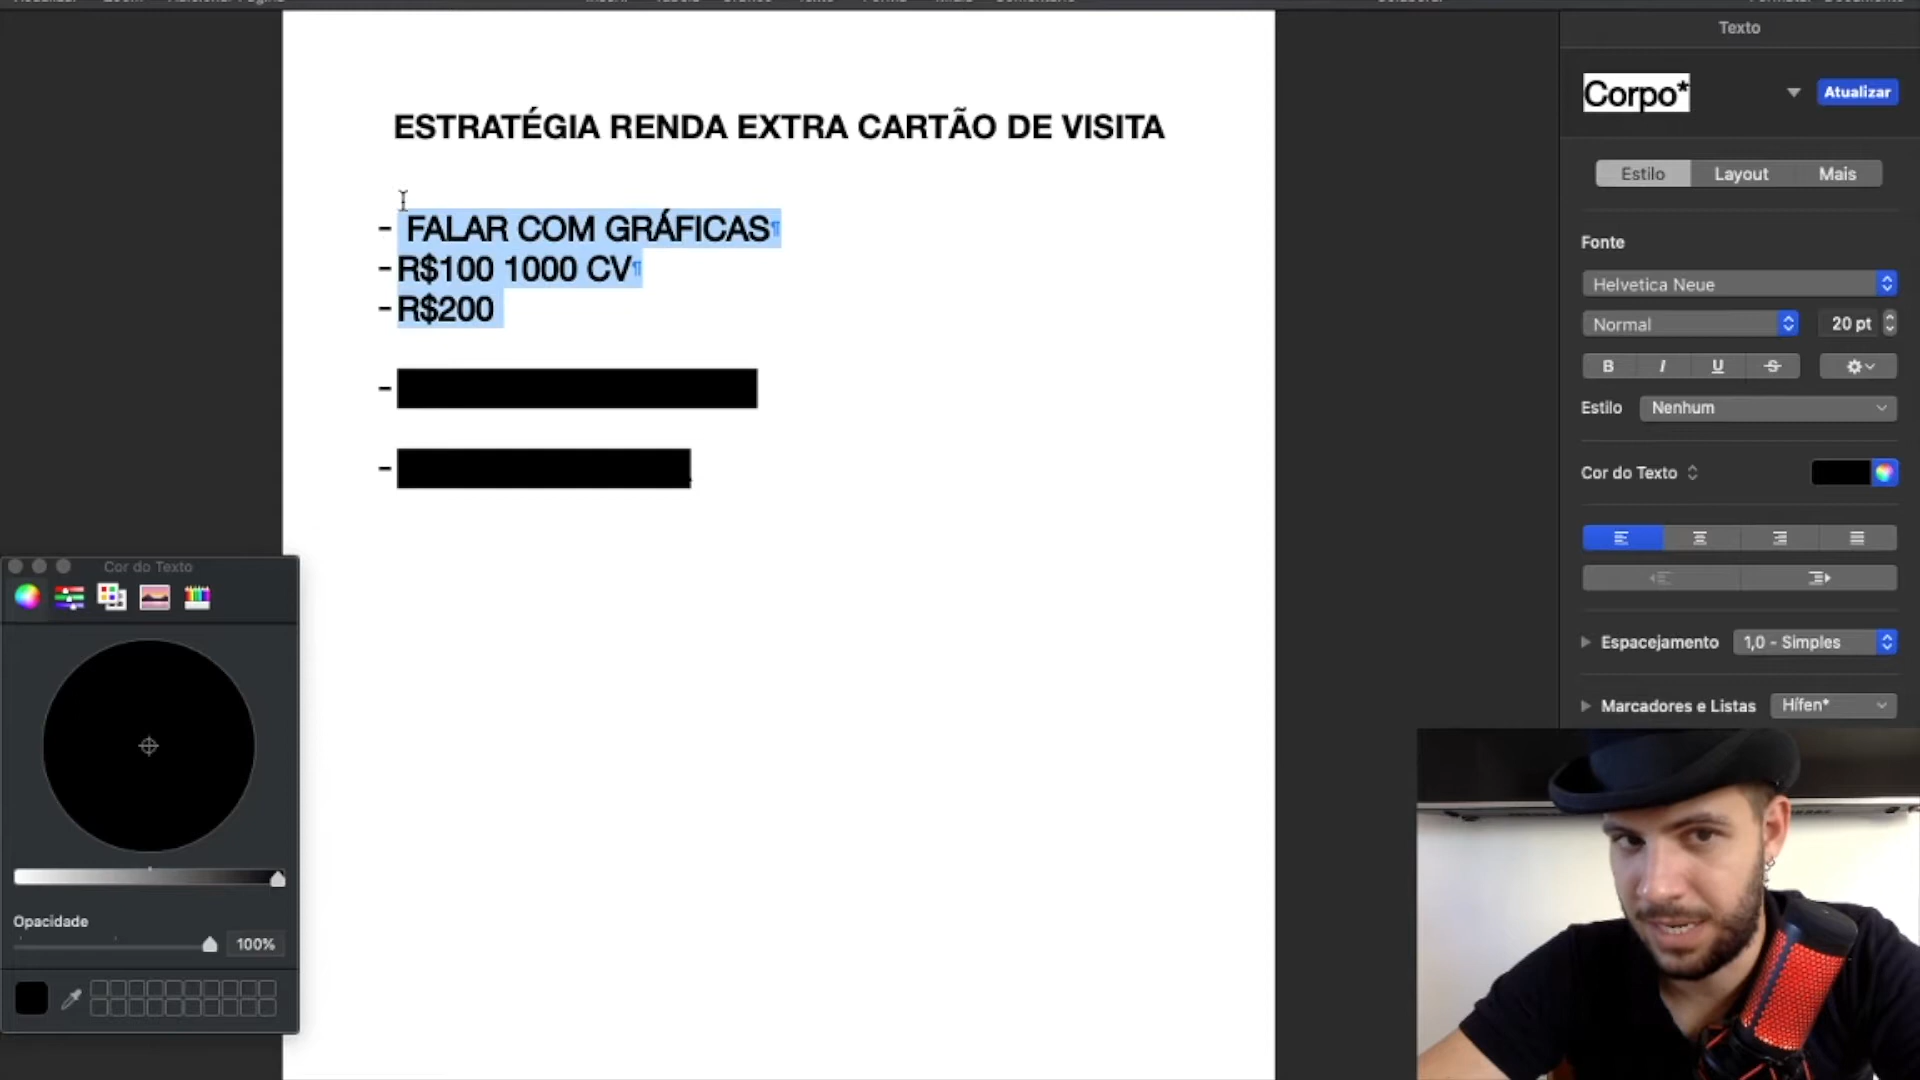 Texto
Corpo*
Atualizar
ESTRATÉGIA RENDA EXTRA CARTÃO DE VISITA
Estilo Layout Mais
- FALAR COM GRÁFICAS¶
- R$100 1000 CV¶
- R$200
-
-
Fonte
Helvetica Neue
Normal 20 pt
B I U S
Estilo Nenhum
Cor do Texto
Espacejamento 1,0 - Simples
Marcadores e Listas Hífen*
Cor do Texto
Opacidade
100%